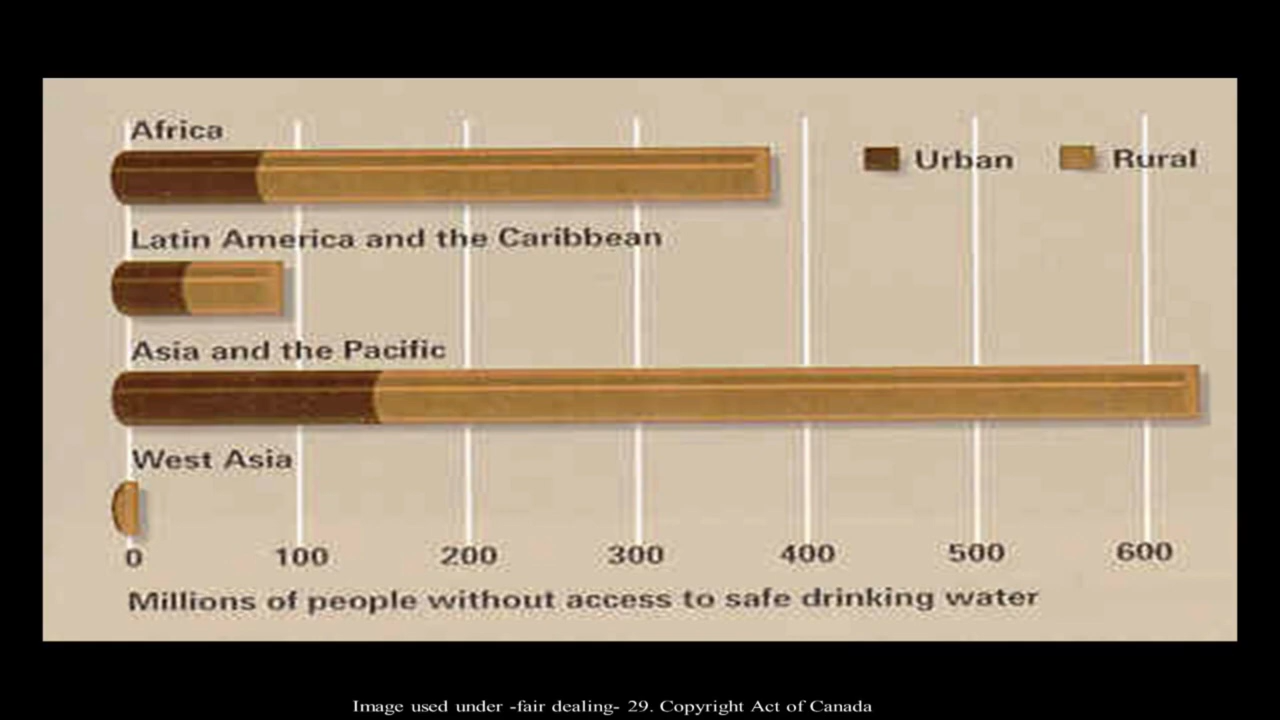 Africa
Urban Rural
Latin America and the Caribbean
Asia and the Pacific
West Asia
0 100 200 300 400 500 600
Millions of people without access to safe drinking water
Image used under -fair dealing- 29. Copyright Act of Canada